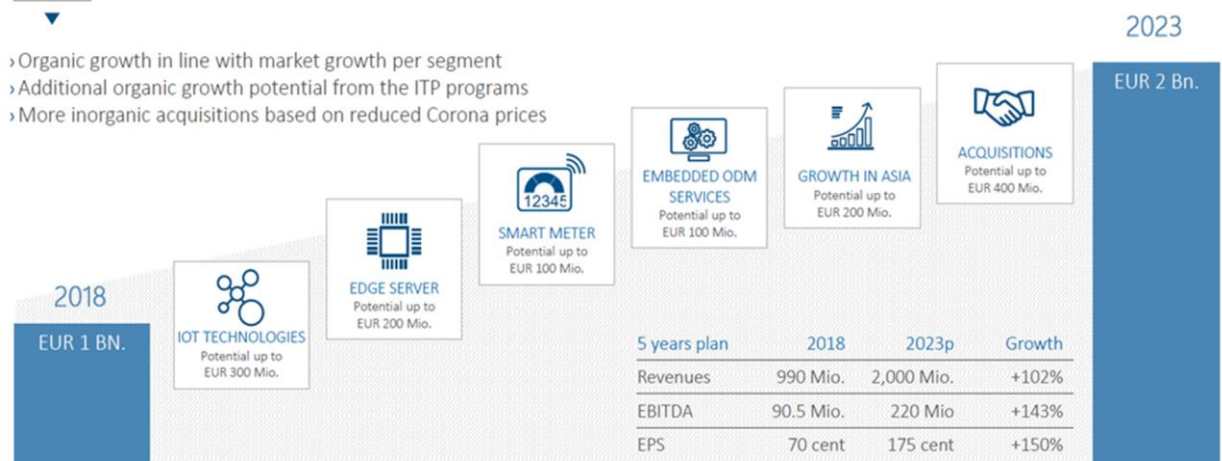 2023
EUR 2 Bn.
› Organic growth in line with market growth per segment
› Additional organic growth potential from the ITP programs
› More inorganic acquisitions based on reduced Corona prices
ACQUISITIONS
Potential up to
EUR 400 Mio.
GROWTH IN ASIA
Potential up to
EUR 200 Mio.
EMBEDDED ODM
SERVICES
Potential up to
EUR 100 Mio.
12345
SMART METER
Potential up to
EUR 100 Mio.
EDGE SERVER
Potential up to
EUR 200 Mio.
IOT TECHNOLOGIES
Potential up to
EUR 300 Mio.
2018
EUR 1 BN.
5 years plan 2018 2023p Growth
Revenues 990 Mio. 2,000 Mio. +102%
EBITDA 90.5 Mio. 220 Mio +143%
EPS 70 cent 175 cent +150%